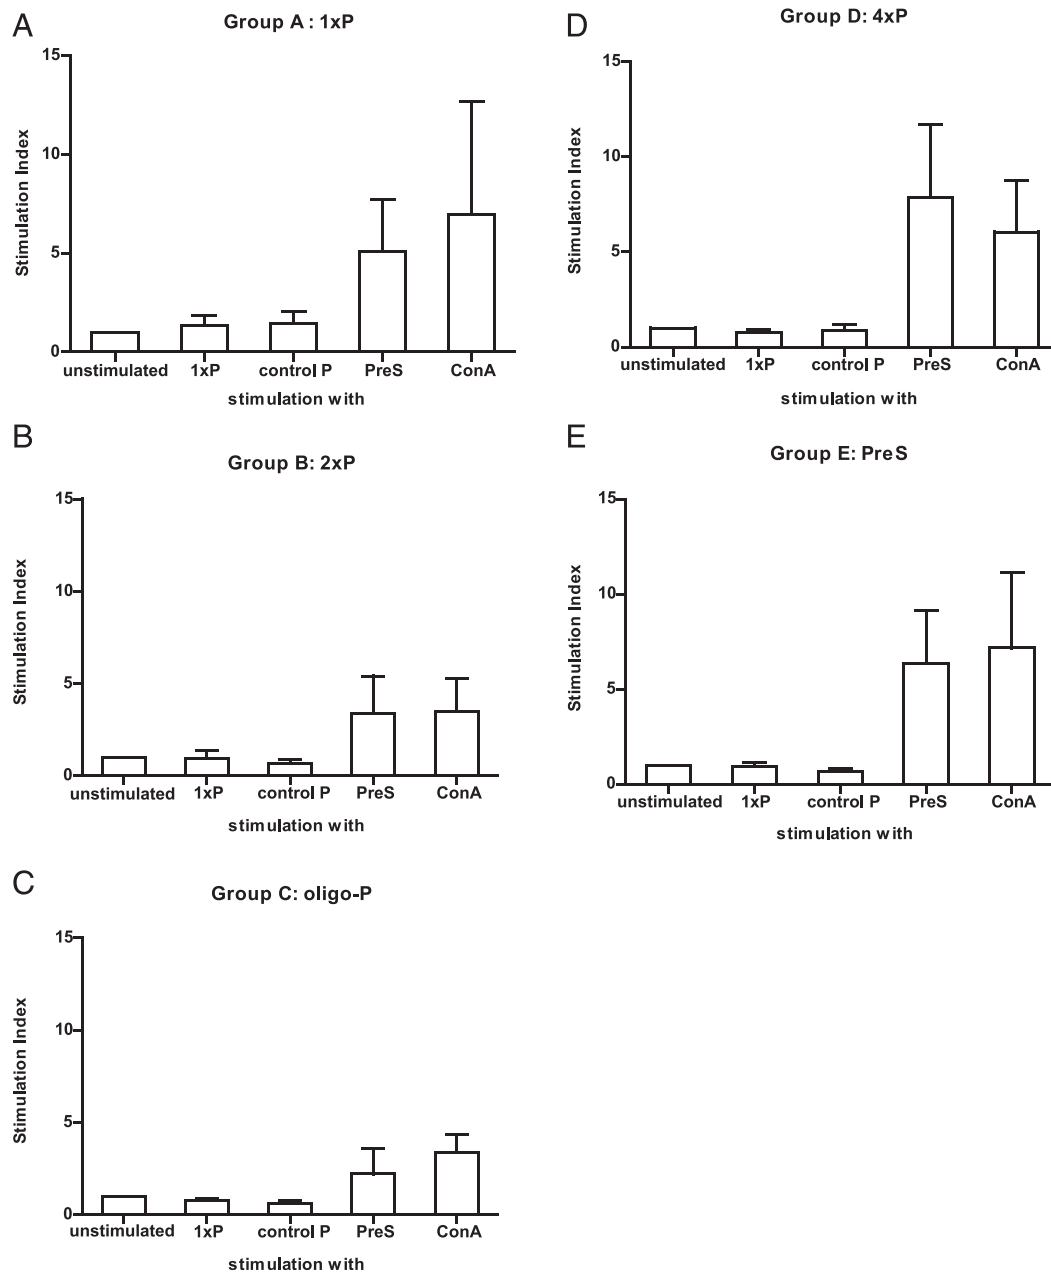 A
Group A : 1xP
Stimulation Index
15
10
5
0
unstimulated 1xP control P PreS ConA
stimulation with
B
Group B: 2xP
Stimulation Index
15
10
5
0
unstimulated 1xP control P PreS ConA
stimulation with
C
Group C: oligo-P
Stimulation Index
15
10
5
0
unstimulated 1xP control P PreS ConA
stimulation with
D
Group D: 4xP
Stimulation Index
15
10
5
0
unstimulated 1xP control P PreS ConA
stimulation with
E
Group E: PreS
Stimulation Index
15
10
5
0
unstimulated 1xP control P PreS ConA
stimulation with